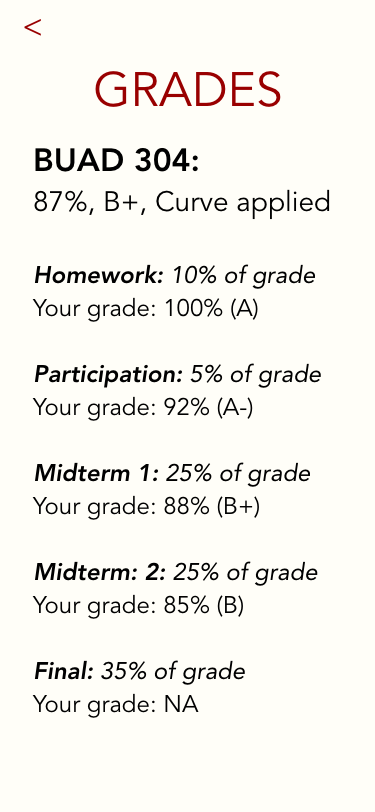 <
GRADES
BUAD 304:
87%, B+, Curve applied
Homework: 10% of grade
Your grade: 100% (A)
Participation: 5% of grade
Your grade: 92% (A-)
Midterm 1: 25% of grade
Your grade: 88% (B+)
Midterm: 2: 25% of grade
Your grade: 85% (B)
Final: 35% of grade
Your grade: NA